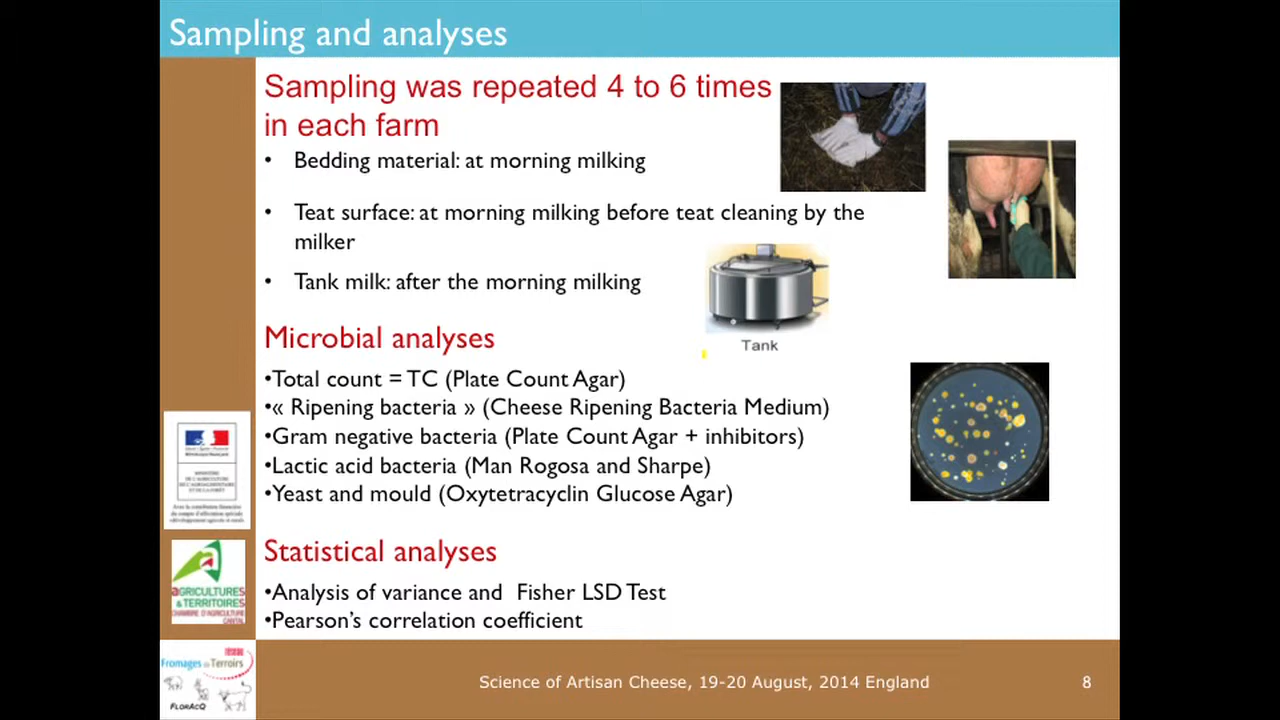 Sampling and analyses
Sampling was repeated 4 to 6 times
in each farm
• Bedding material: at morning milking
• Teat surface: at morning milking before teat cleaning by the
milker
• Tank milk: after the morning milking
Tank
Microbial analyses
•Total count = TC (Plate Count Agar)
•« Ripening bacteria » (Cheese Ripening Bacteria Medium)
•Gram negative bacteria (Plate Count Agar + inhibitors)
•Lactic acid bacteria (Man Rogosa and Sharpe)
•Yeast and mould (Oxytetracyclin Glucose Agar)
Statistical analyses
•Analysis of variance and Fisher LSD Test
•Pearson's correlation coefficient
AGRICULTURES
& TERRITOIRES
CHAMBRE D'AGRICULTURE
CANTAL
réseau
Fromages de Terroirs
FLORACQ
Science of Artisan Cheese, 19-20 August, 2014 England
8